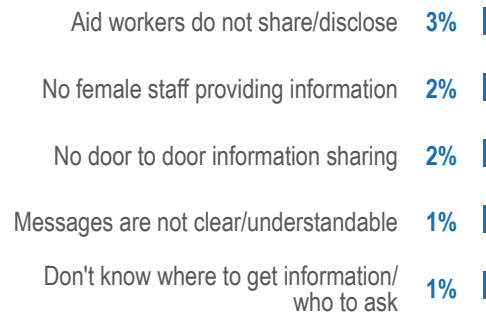 Aid workers do not share/disclose 3%
No female staff providing information 2%
No door to door information sharing 2%
Messages are not clear/understandable 1%
Don't know where to get information/
who to ask 1%